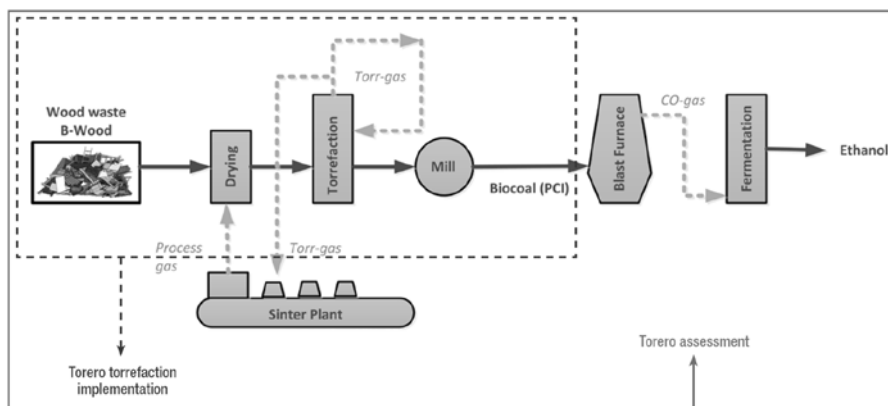 Torr-gas
Wood waste
B-Wood
Drying
Torrefaction
Mill
Biocoal (PCI)
Blast Furnace
CO-gas
Fermentation
Ethanol
Process
gas
Torr-gas
Sinter Plant
Torero torrefaction
implementation
Torero assessment